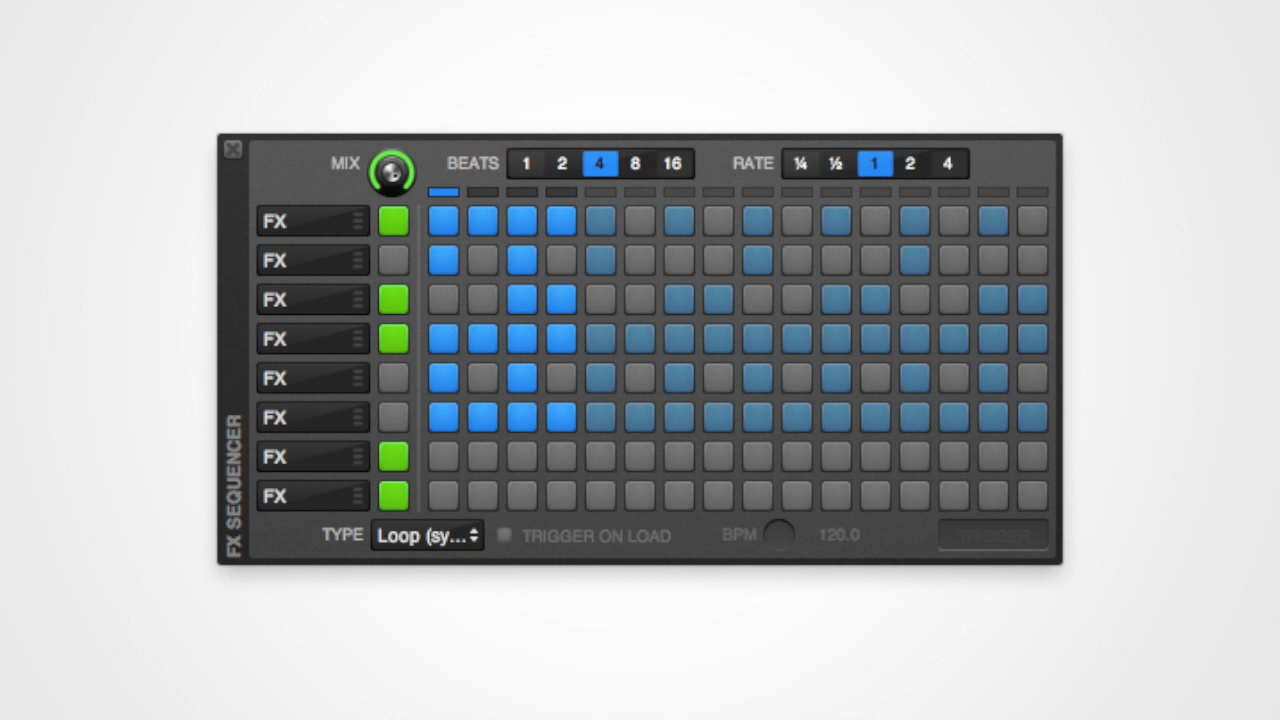 MIX BEATS 1 2 4 8 16 RATE ¼ ½ 1 2 4
FX
FX
FX
FX
FX
FX
FX
FX
FX SEQUENCER
TYPE Loop (sy... TRIGGER ON LOAD BPM 120.0 TRIGGER